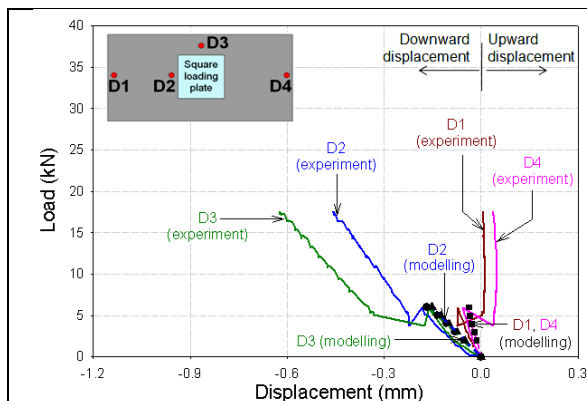 40
35
30
25
20
15
10
5
0
Load (kN)
-1.2
-0.9
-0.6
-0.3
0.0
0.3
Displacement (mm)
D3
Square
loading
plate
D1
D2
D4
Downward
displacement
Upward
displacement
D1
(experiment)
D2
(experiment)
D4
(experiment)
D3
(experiment)
D2
(modelling)
D3 (modelling)
D1, D4
(modelling)